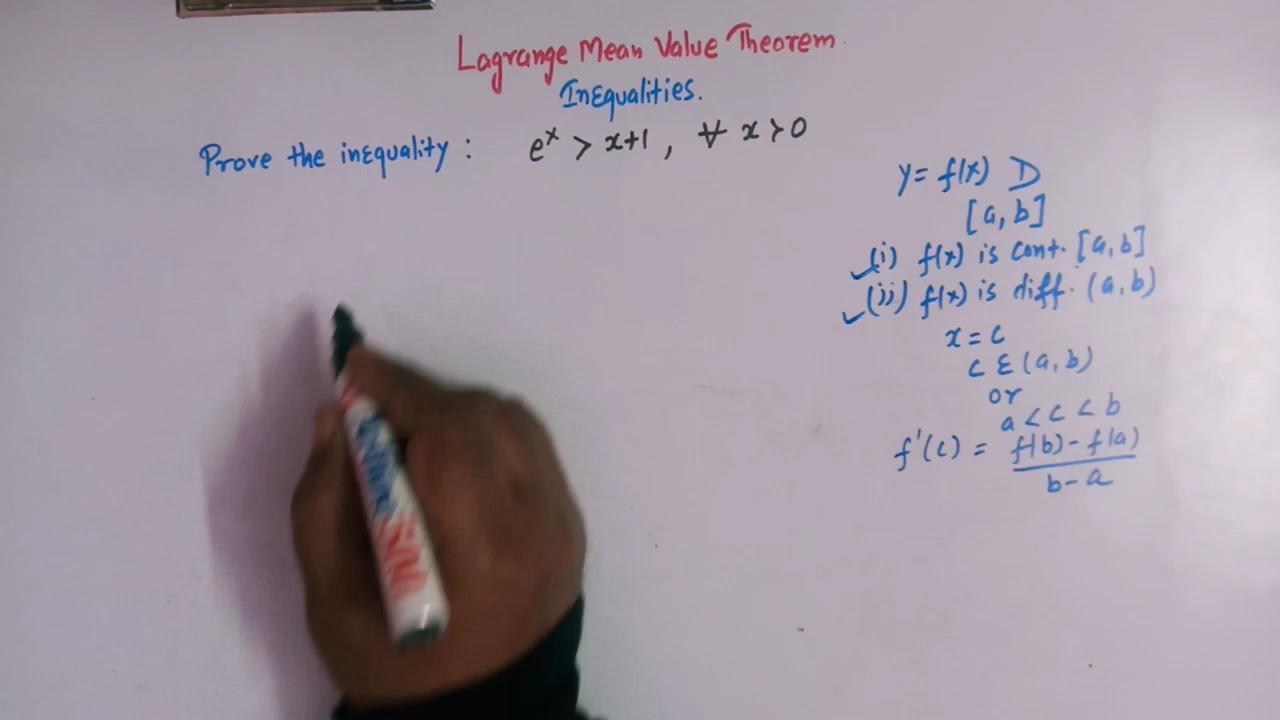 Lagrange Mean Value Theorem
Inequalities.
Prove the inequality : e^x > x+1, ∀ x > 0
y = f(x) D
[a, b]
(i) f(x) is cont. [a, b]
(ii) f(x) is diff. (a, b)
x = c
c ε (a, b)
or
a < c < b
f'(c) = f(b) - f(a) / b - a